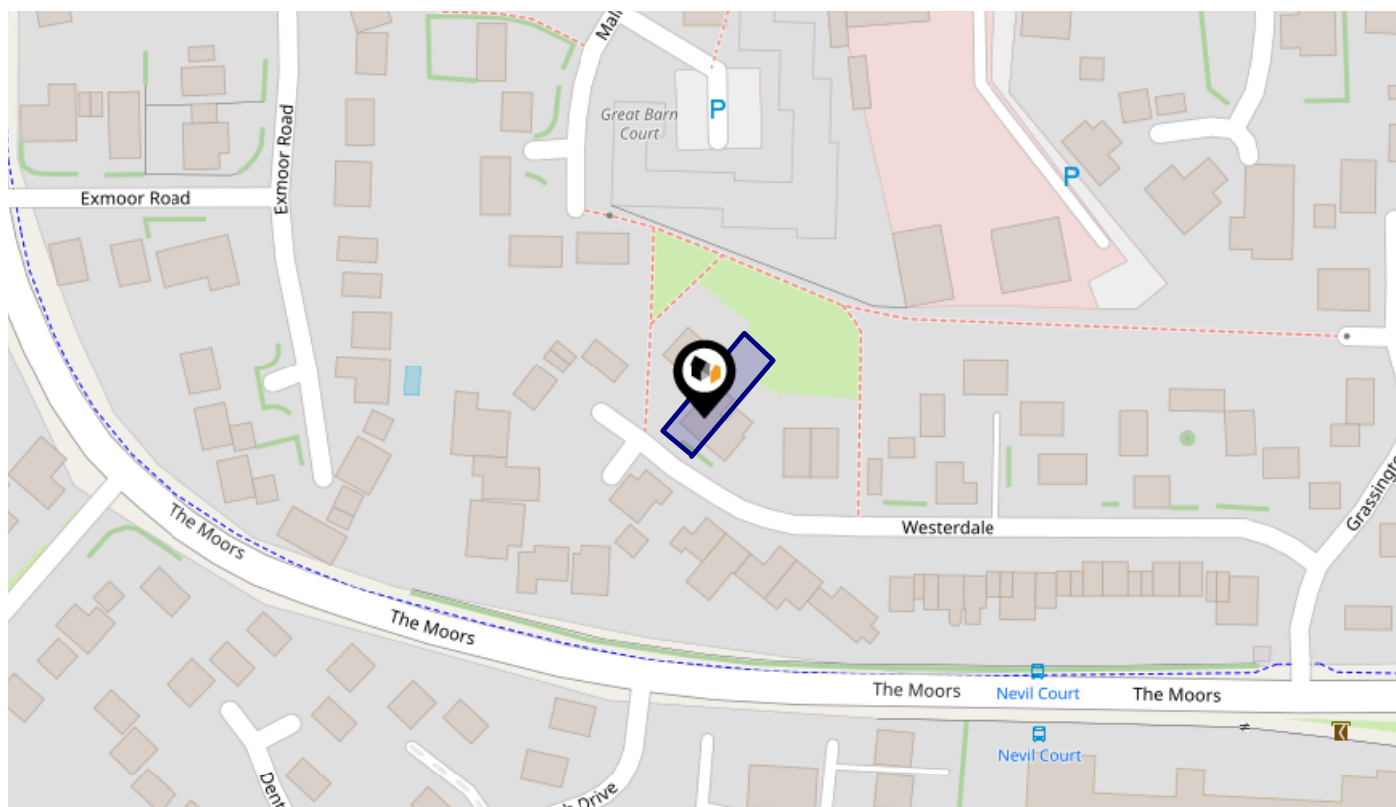 Great Barn
Court
P
P
Exmoor Road
Exmoor Road
Westerdale
The Moors
The Moors
The Moors
The Moors
Nevil Court
Nevil Court
Drive